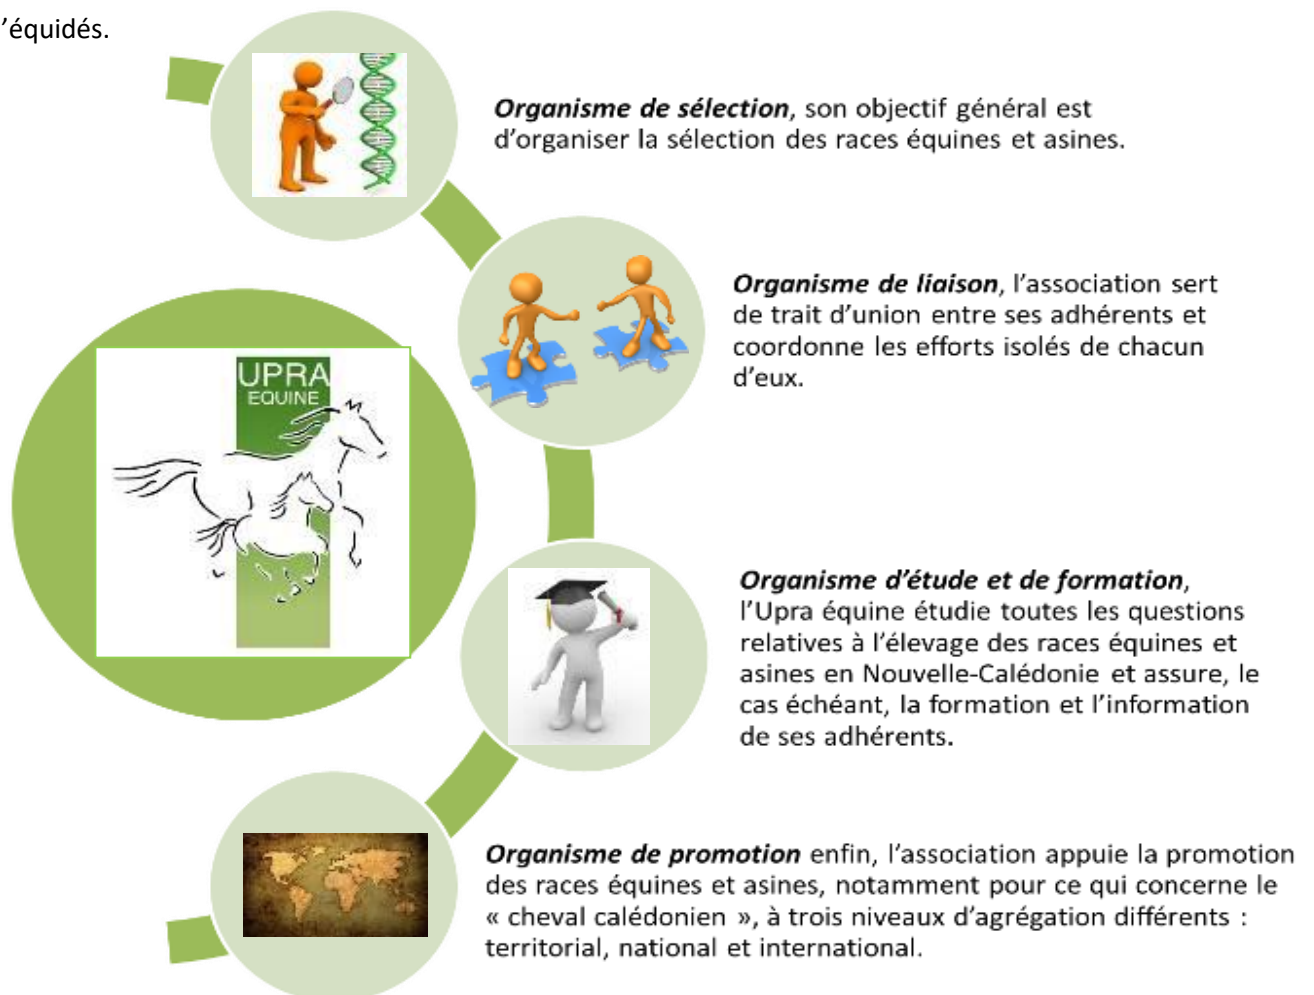 ’équidés.
Organisme de sélection, son objectif général est
d’organiser la sélection des races équines et asines.
Organisme de liaison, l’association sert
de trait d’union entre ses adhérents et
coordonne les efforts isolés de chacun
d’eux.
UPRA
EQUINE
Organisme d’étude et de formation,
l’Upra équine étudie toutes les questions
relatives à l’élevage des races équines et
asines en Nouvelle-Calédonie et assure, le
cas échéant, la formation et l’information
de ses adhérents.
Organisme de promotion enfin, l’association appuie la promotion
des races équines et asines, notamment pour ce qui concerne le
« cheval calédonien », à trois niveaux d’agrégation différents :
territorial, national et international.